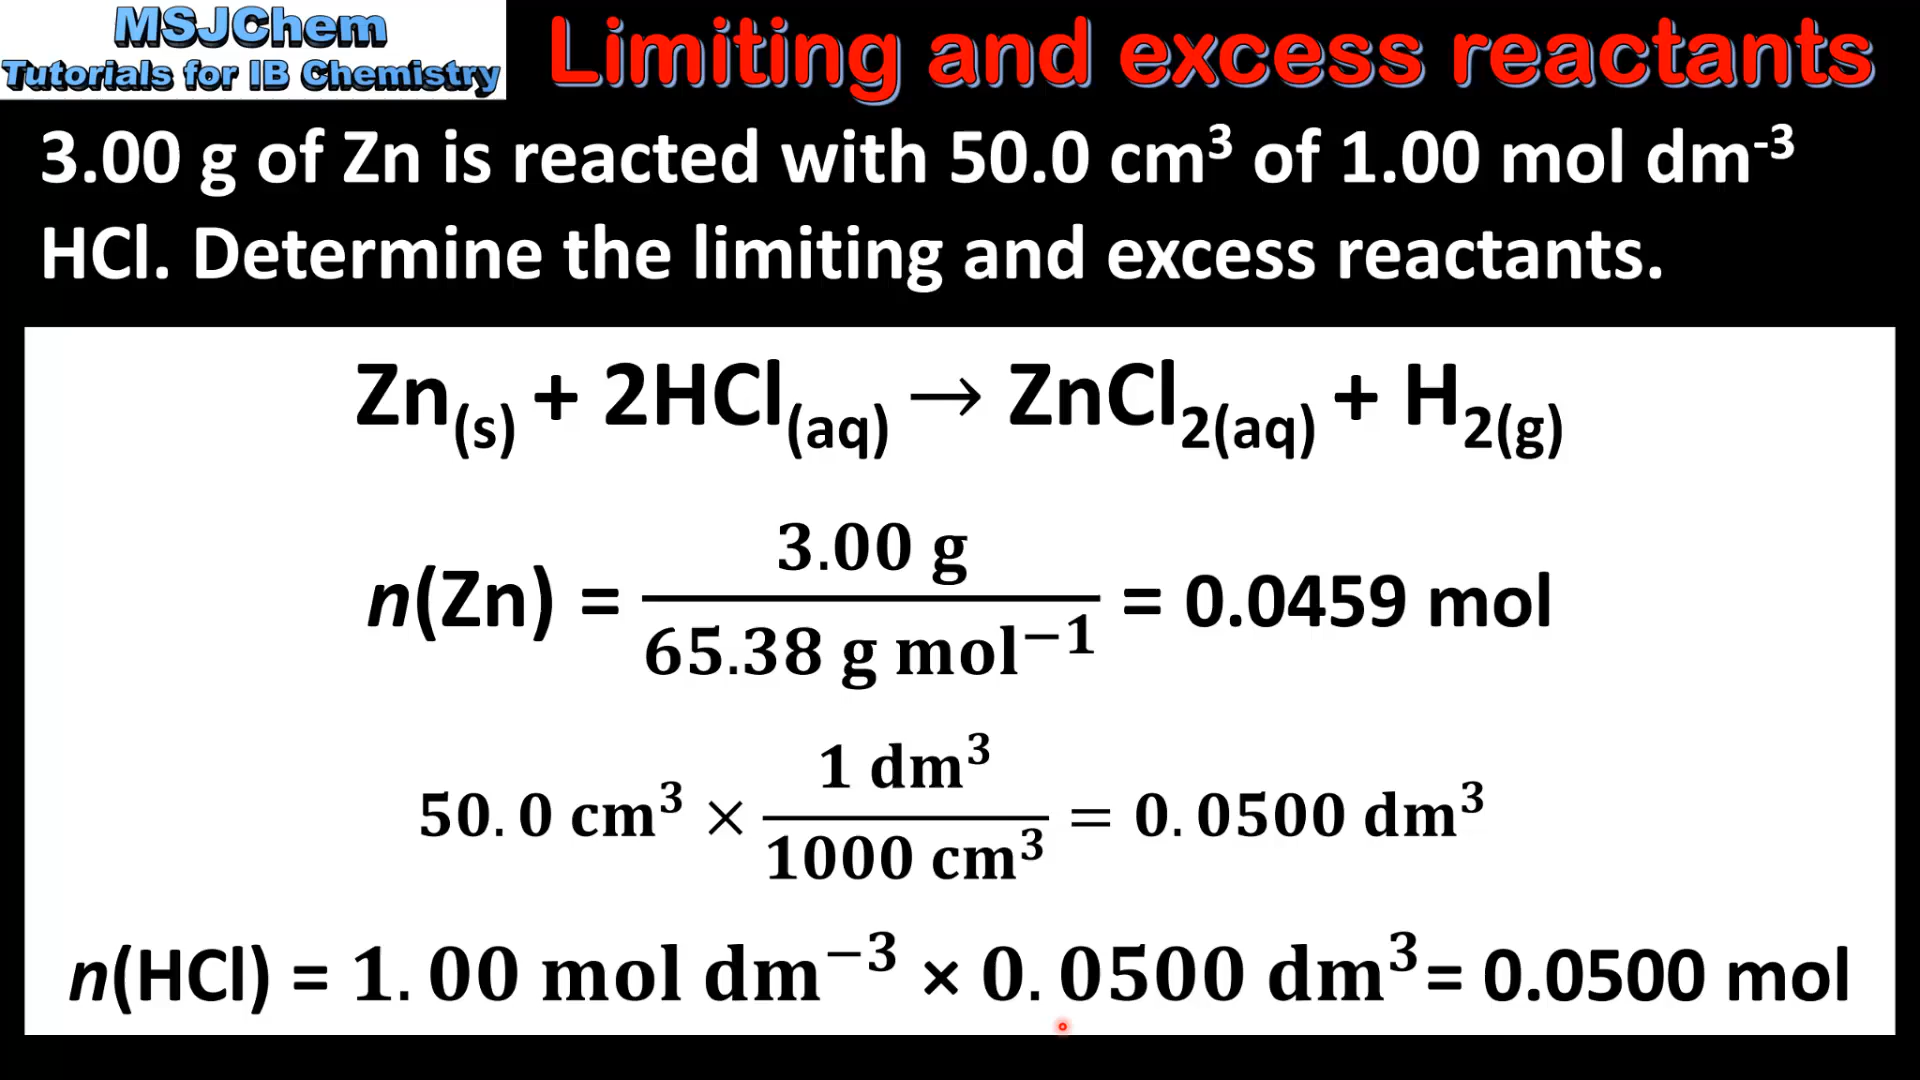 MSJChem
Tutorials for IB Chemistry
Limiting and excess reactants
3.00 g of Zn is reacted with 50.0 cm³ of 1.00 mol dm⁻³
HCl. Determine the limiting and excess reactants.
Zn₍s₎ + 2HCl₍aq₎ → ZnCl₂(aq) + H₂(g)
n(Zn) = 3.00 g / 65.38 g mol⁻¹ = 0.0459 mol
50.0 cm³ × 1 dm³ / 1000 cm³ = 0.0500 dm³
n(HCl) = 1.00 mol dm⁻³ × 0.0500 dm³ = 0.0500 mol